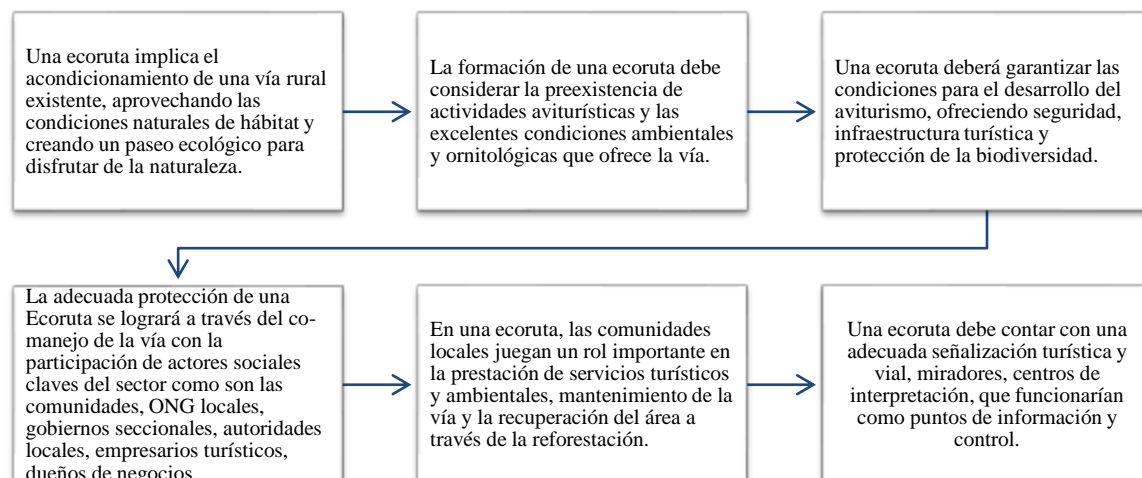 Una ecoruta implica el
acondicionamiento de una vía rural
existente, aprovechando las
condiciones naturales de hábitat y
creando un paseo ecológico para
disfrutar de la naturaleza.
La formación de una ecoruta debe
considerar la preexistencia de
actividades aviturísticas y las
excelentes condiciones ambientales
y ornitológicas que ofrece la vía.
Una ecoruta deberá garantizar las
condiciones para el desarrollo del
aviturismo, ofreciendo seguridad,
infraestructura turística y
protección de la biodiversidad.
La adecuada protección de una
Ecoruta se logrará a través del co-
manejo de la vía con la
participación de actores sociales
claves del sector como son las
comunidades, ONG locales,
gobiernos seccionales, autoridades
locales, empresarios turísticos,
dueños de negocios
En una ecoruta, las comunidades
locales juegan un rol importante en
la prestación de servicios turísticos
y ambientales, mantenimiento de la
vía y la recuperación del área a
través de la reforestación.
Una ecoruta debe contar con una
adecuada señalización turística y
vial, miradores, centros de
interpretación, que funcionarían
como puntos de información y
control.